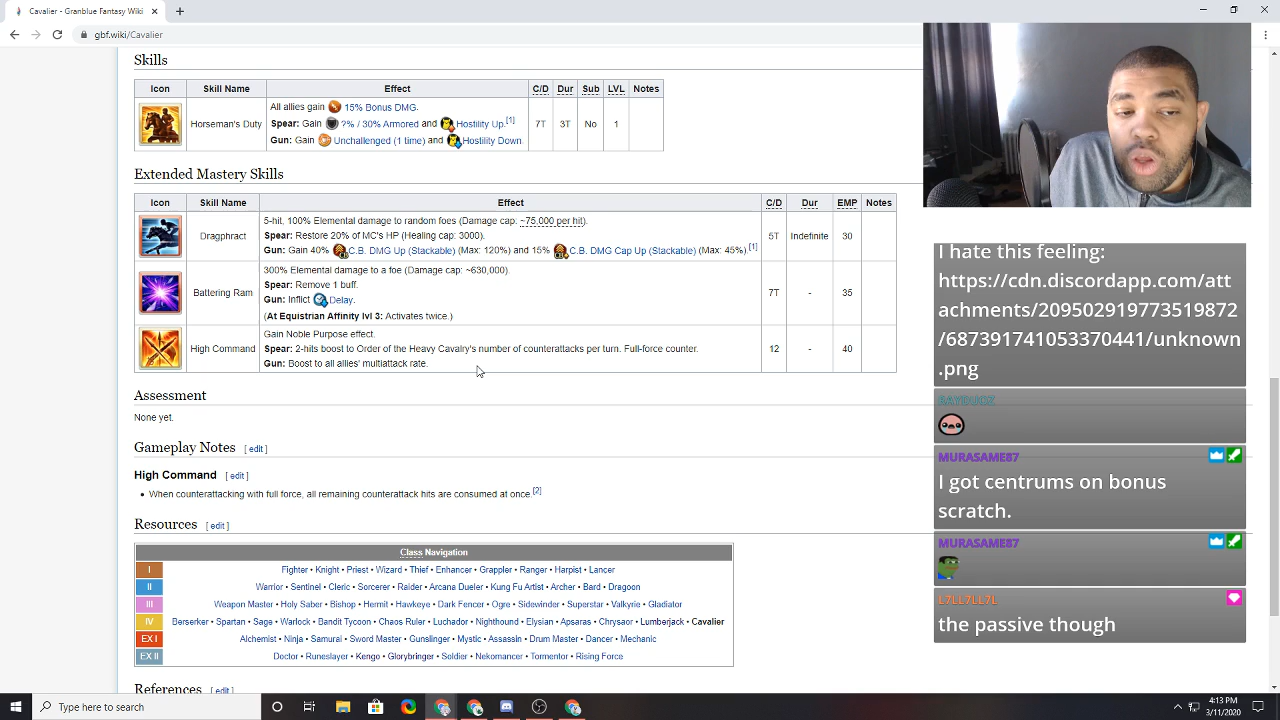 Cavalier - Granblue Fantasy Wiki
gbf.wiki/Cavalier
Skills
Icon Skill Name Effect C/D Dur Sub LVL Notes
Horseman's Duty
All allies gain 15% Bonus DMG.
Spear: Gain ?% / 30% Armored and Hostility Up.[1]
Gun: Gain Unchallenged (1 time) and Hostility Down.
7T 3T No 1
Extended Mastery Skills
Icon Skill Name Effect C/D Dur EMP Notes
Dragphract
5-hit, 100% Elemental damage to random foes (Damage cap: ~75,000 per hit).
Spear: Restore 20% of MC's HP (Healing cap: 3000).
Gun: Gain 40% C.B. DMG Up (Stackable) (Max: 120%) and 15% C.B. DMG Cap Up (Stackable) (Max: 45%).[1]
5T Indefinite 30
Battering Ram
300% Elemental damage to a foe (Damage cap: ~630,000).
Spear: Remove 1 buff.
Gun: Inflict Delay.
(At Equestrian Affinity lvl 3: Activates twice.)
7T - 35
High Command
Gain Noble Purpose effect.
Spear: 2-hits boost to Order of the Heavy Cavalry's number of counterattacks per turn. Full-force counter.
Gun: Boost to all allies' multiattack rate.
12 - 40
Assessment
None yet.
Gameplay Notes [ edit ]
High Command [ edit ]
• When counterattacking with full force, all remaining counterattack hits are consumed at once.[2]
Resources [ edit ]
Class Navigation
I Fighter • Knight • Priest • Wizard • Thief • Enhancer • Grappler • Ranger • Harpist • Lancer
II Warrior • Sentinel • Cleric • Sorcerer • Raider • Arcana Dueler • Kung Fu Artist • Archer • Bard • Dragoon
III Weapon Master • Holy Saber • Bishop • Hermit • Hawkeye • Dark Fencer • Ogre • Sidewinder • Superstar • Valkyrie • Gladiator
IV Berserker • Spartan • Sage • Warlock • Bandit Tycoon • Chaos Ruler • Luchador • Nighthound • Elysian • Apsaras • Chrysaor • Lumberjack • Cavalier
EX I Alchemist • Ninja • Samurai • Sword Master • Gunslinger • Mystic • Assassin • Drum Master • Dancer • Mechanic
EX II Doctor • Runeslayer • Kengo • Glorybringer • Soldier • Nekomancer • Tormentor • Rising Force
References [ edit ]
I hate this feeling:
https://cdn.discordapp.com/att
achments/209502919773519872
/687391741053370441/unknown
.png
MURASAME87
I got centrums on bonus
scratch.
MURASAME87
L7LL7LL7L
the passive though
Type here to search
4:13 PM
3/11/2020